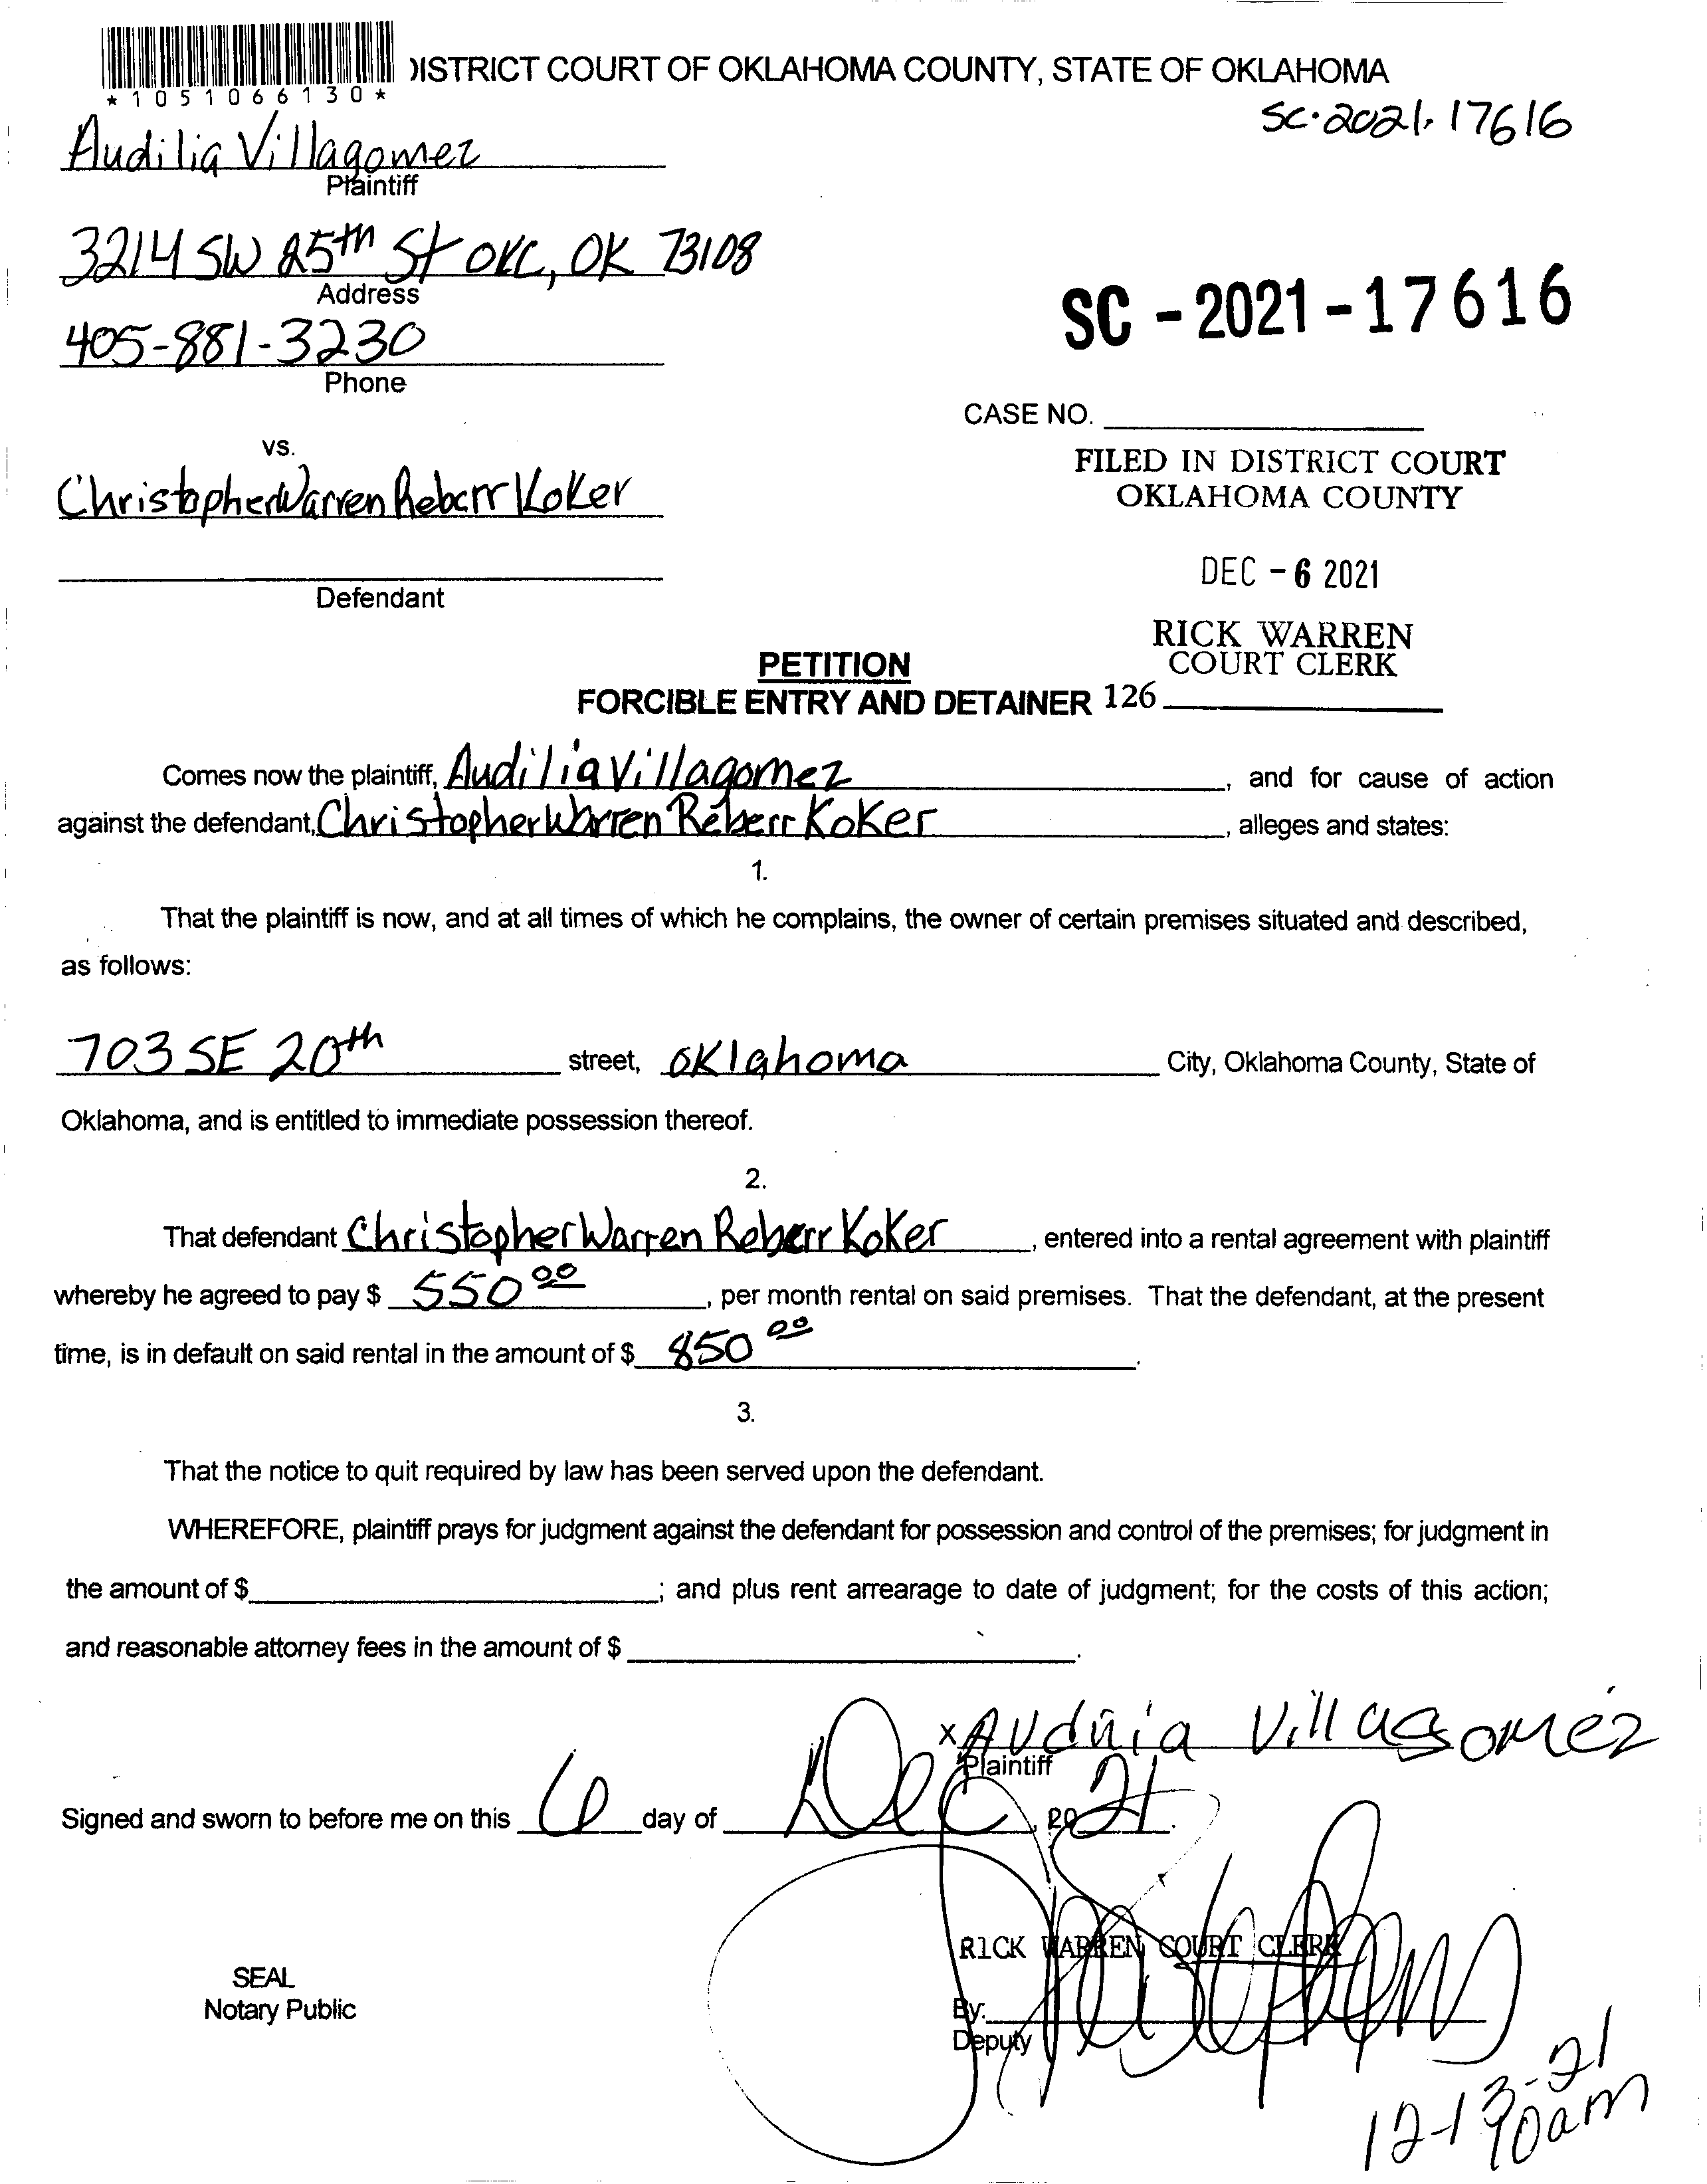 DISTRICT COURT OF OKLAHOMA COUNTY, STATE OF OKLAHOMA
*1051066130*
SC-2021-17616
Audilia Villagomez
Plaintiff
3214 SW 25th St OKC, OK 73108
Address
SC-2021-17616
405-881-3230
Phone
CASE NO.
vs.
FILED IN DISTRICT COURT
OKLAHOMA COUNTY
Christopher Warren Reberr Koker
DEC -6 2021
Defendant
RICK WARREN
COURT CLERK
PETITION
FORCIBLE ENTRY AND DETAINER 126
Comes now the plaintiff, Audilia Villagomez, and for cause of action
against the defendant, Christopher Warren Reberr Koker, alleges and states:
1.
That the plaintiff is now, and at all times of which he complains, the owner of certain premises situated and described,
as follows:
703 SE 20th street, OKlahoma City, Oklahoma County, State of
Oklahoma, and is entitled to immediate possession thereof.
2.
That defendant Christopher Warren Reberr Koker, entered into a rental agreement with plaintiff
whereby he agreed to pay $ 550 00, per month rental on said premises. That the defendant, at the present
time, is in default on said rental in the amount of $ 850 00.
3.
That the notice to quit required by law has been served upon the defendant.
WHEREFORE, plaintiff prays for judgment against the defendant for possession and control of the premises; for judgment in
the amount of $ ; and plus rent arrearage to date of judgment; for the costs of this action;
and reasonable attorney fees in the amount of $ .
x Audilia Villagomez
Plaintiff
Signed and sworn to before me on this 6 day of Dec, 2021.
RICK WARREN, COURT CLERK
SEAL
Notary Public
By:
Deputy
12-13-21
10am